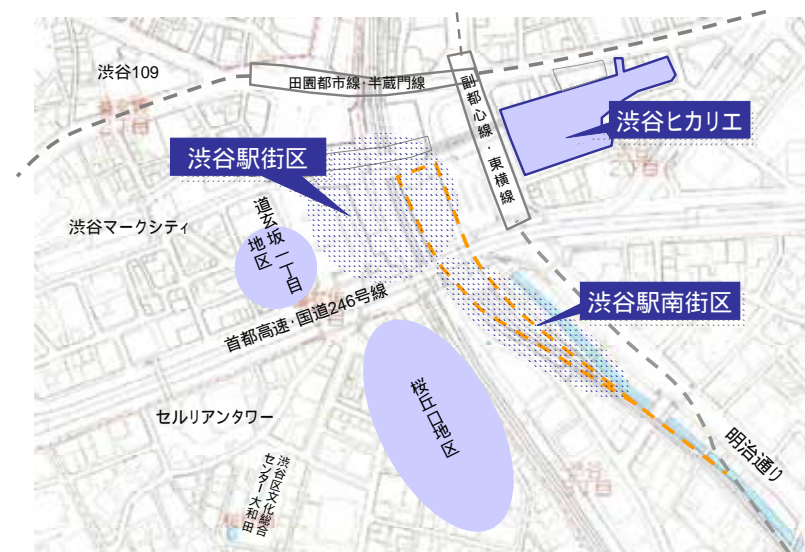 渋谷109
田園都市線・半蔵門線
副都心線・東横線
渋谷ヒカリエ
渋谷駅街区
渋谷マークシティ
道玄坂一丁目
地区
渋谷駅南街区
首都高速・国道246号線
桜丘口地区
セルリアンタワー
明治通り
渋谷区文化総合
センター大和田